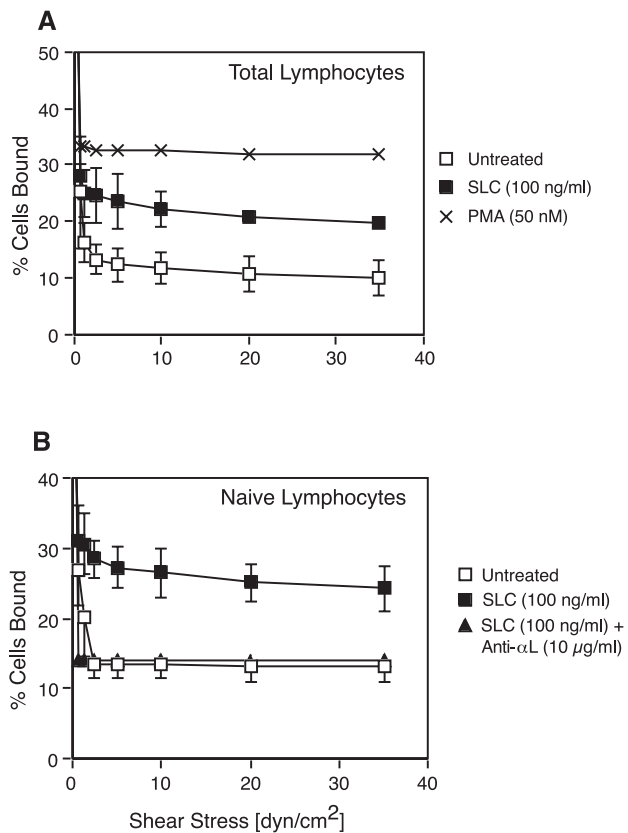 A
50
40
30
20
10
0
% Cells Bound
Total Lymphocytes
0 10 20 30 40
Untreated
SLC (100 ng/ml)
PMA (50 nM)
B
40
30
20
10
0
% Cells Bound
Naive Lymphocytes
0 10 20 30 40
Shear Stress [dyn/cm²]
Untreated
SLC (100 ng/ml)
SLC (100 ng/ml) +
Anti-αL (10 µg/ml)